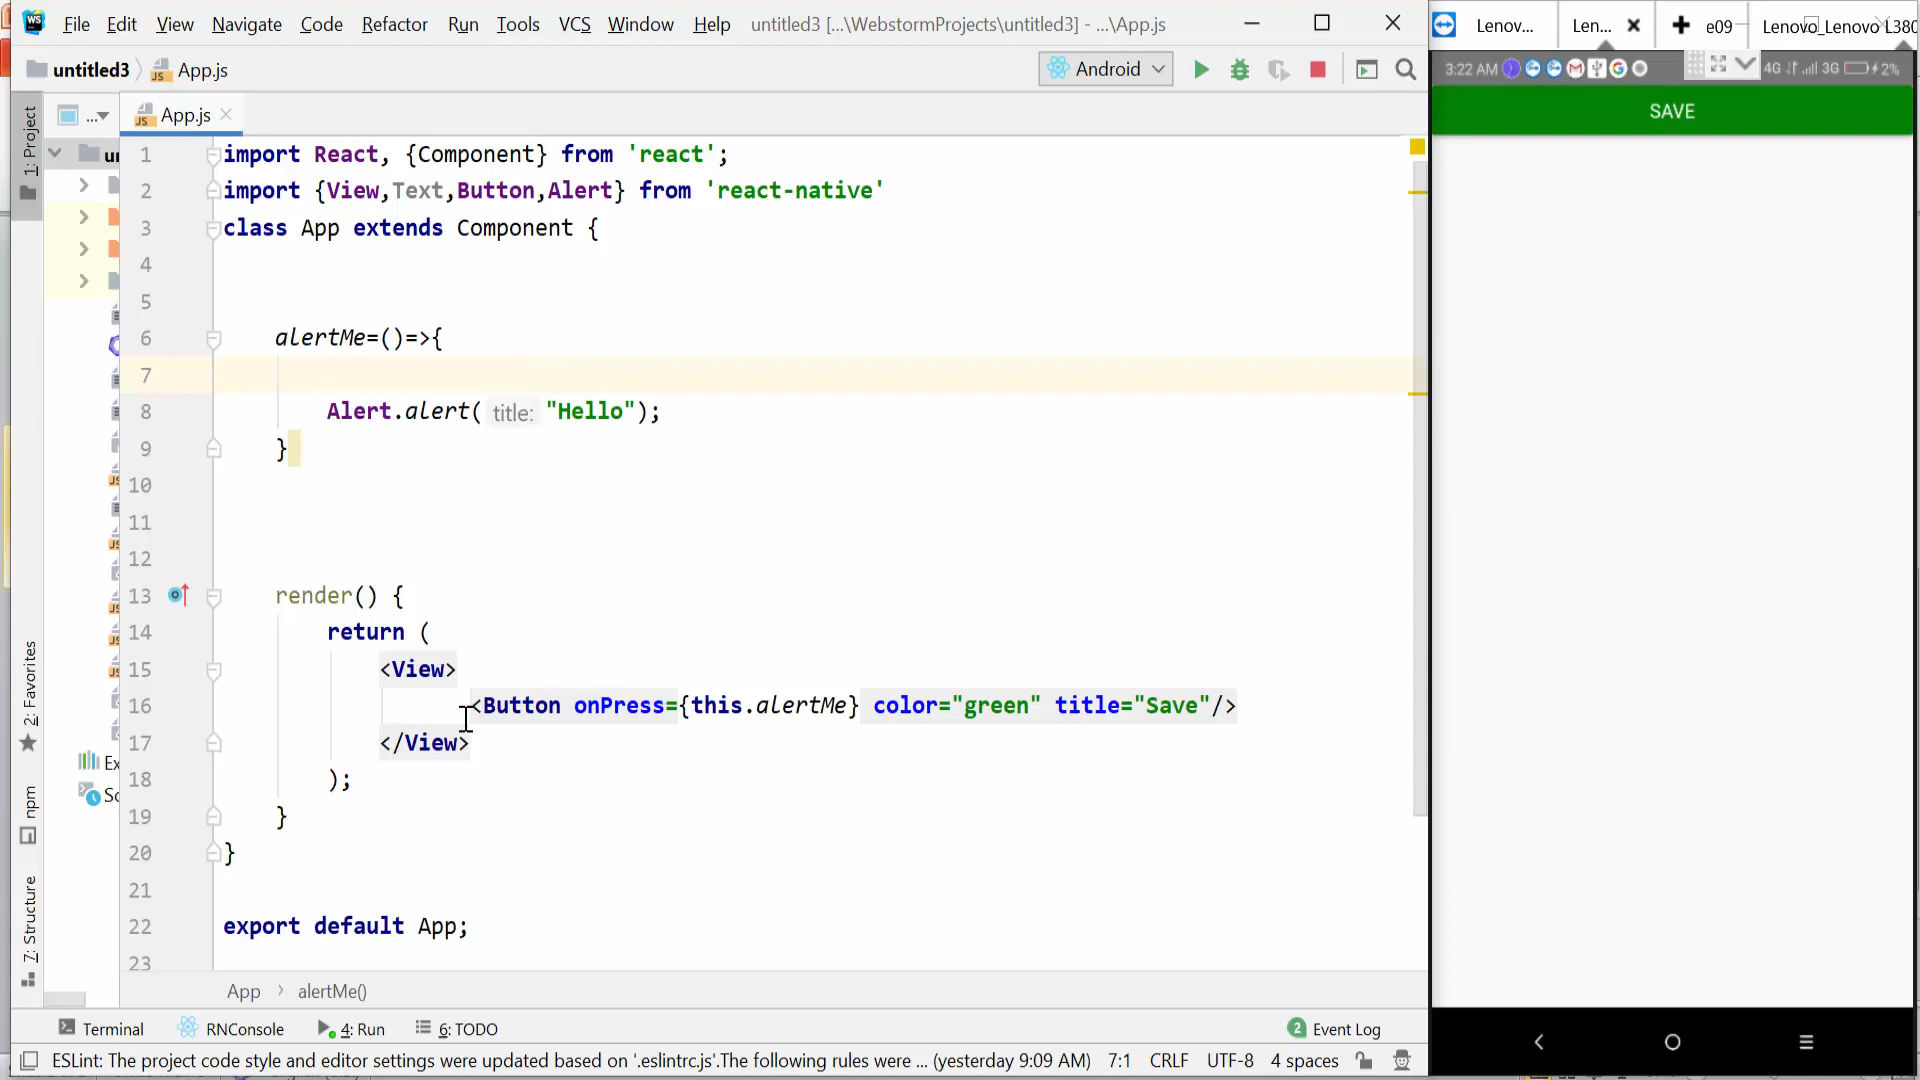 File Edit View Navigate Code Refactor Run Tools VCS Window Help untitled3 [...\WebstormProjects\untitled3] - ...\App.js
untitled3 App.js
Android
1: Project
...
App.js
1 import React, {Component} from 'react';
2 import {View,Text,Button,Alert} from 'react-native'
3 class App extends Component {
4
5
6 alertMe=()=>{
7
8 Alert.alert( title: "Hello");
9 }
10
11
12
13 render() {
14 return (
15 <View>
16 <Button onPress={this.alertMe} color="green" title="Save"/>
17 </View>
18 );
19 }
20 }
21
22 export default App;
23
un
Ex
Sc
2: Favorites
npm
7: Structure
App > alertMe()
Terminal RNConsole 4: Run 6: TODO 2 Event Log
ESLint: The project code style and editor settings were updated based on '.eslintrc.js'.The following rules were ... (yesterday 9:09 AM) 7:1 CRLF UTF-8 4 spaces
Lenov... Len... e09 Lenovo_Lenovo L380
3:22 AM 4G 3G 2%
SAVE